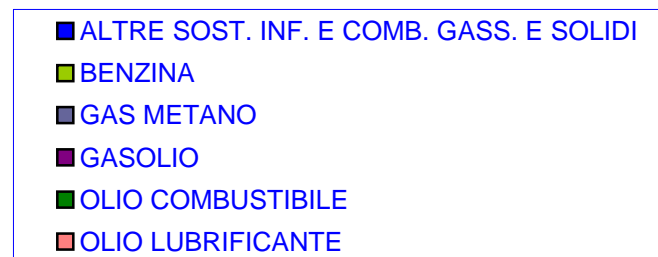 ALTRE SOST. INF. E COMB. GASS. E SOLIDI
BENZINA
GAS METANO
GASOLIO
OLIO COMBUSTIBILE
OLIO LUBRIFICANTE